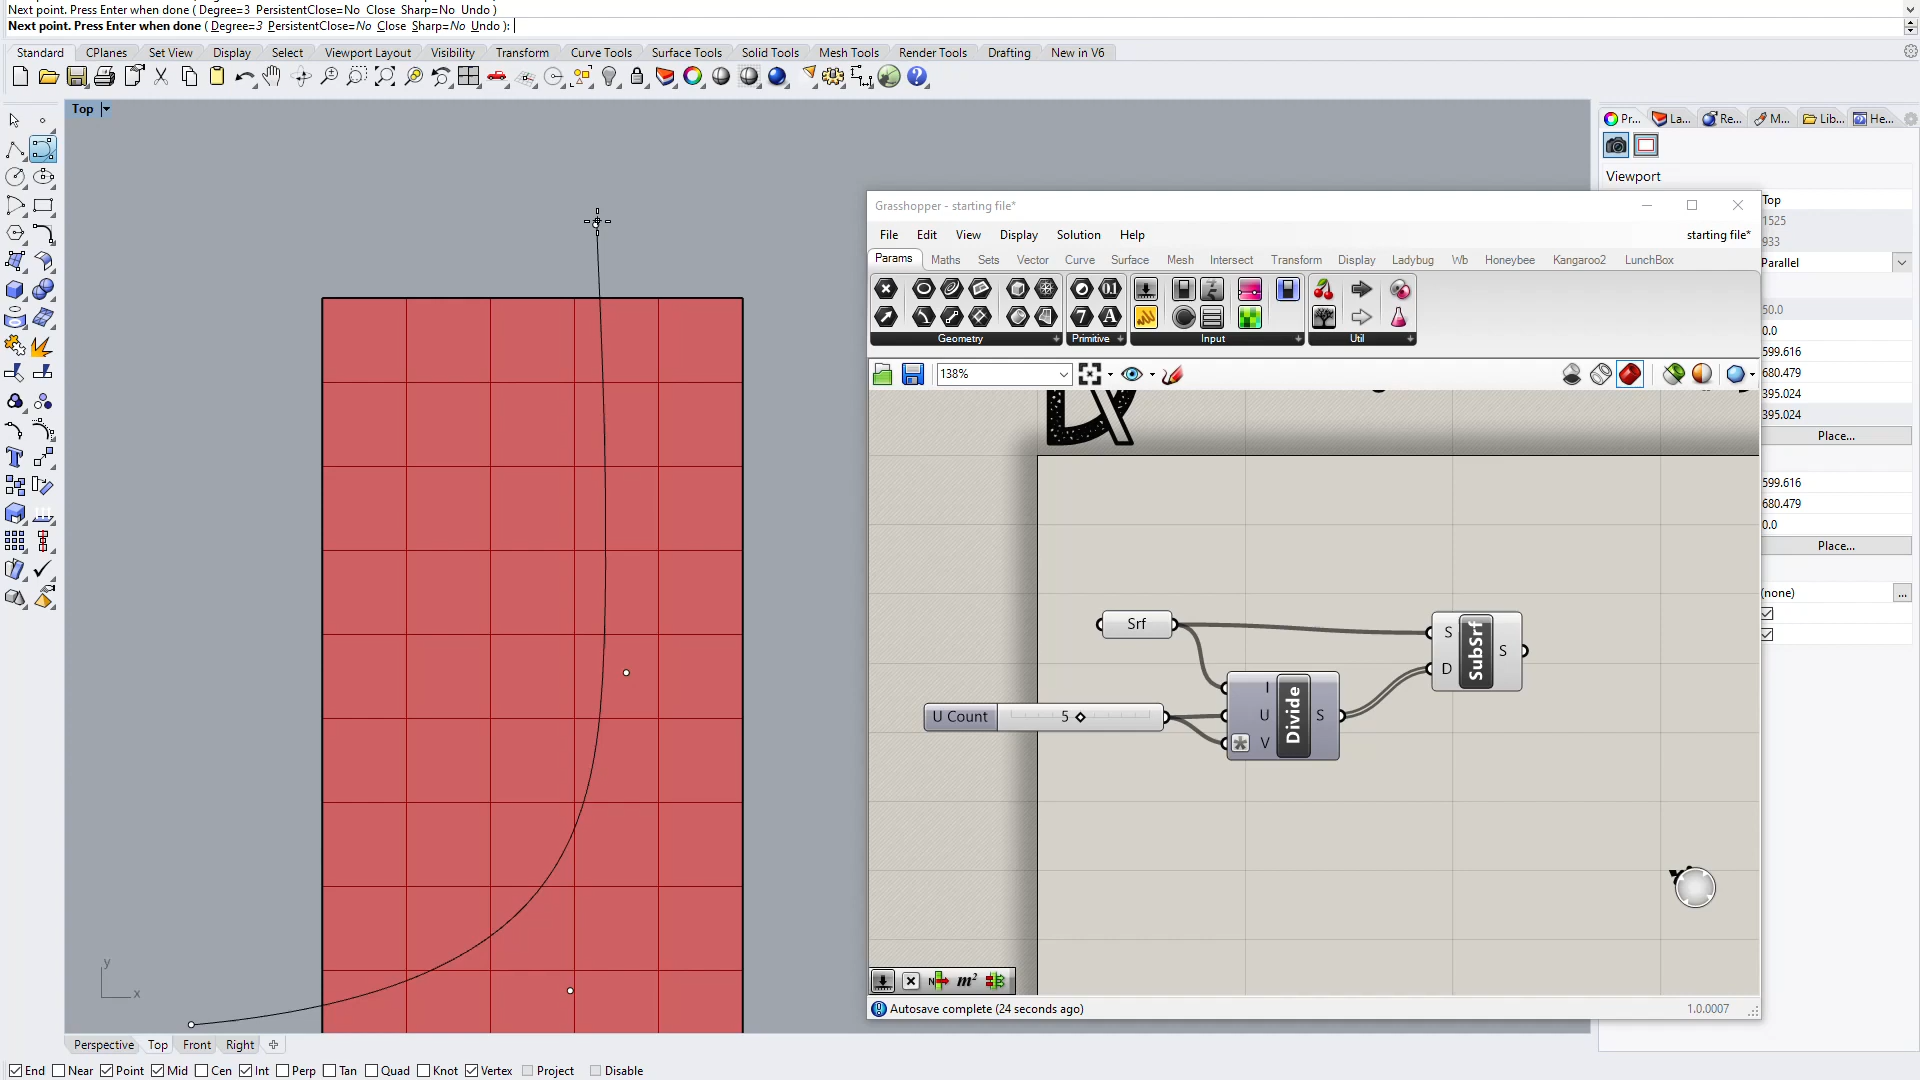 Next point. Press Enter when done ( Degree=3 PersistentClose=No Close Sharp=No Undo )
Next point. Press Enter when done ( Degree=3 PersistentClose=No Close Sharp=No Undo ):
Standard CPlanes Set View Display Select Viewport Layout Visibility Transform Curve Tools Surface Tools Solid Tools Mesh Tools Render Tools Drafting New in V6
Top
Pr... La... Re... M... Lib... He...
Viewport
Top
1525
933
Parallel
50.0
0.0
599.616
680.479
395.024
395.024
Place...
599.616
680.479
0.0
Place...
(none)
...
Grasshopper - starting file*
File Edit View Display Solution Help starting file*
Params Maths Sets Vector Curve Surface Mesh Intersect Transform Display Ladybug Wb Honeybee Kangaroo2 LunchBox
Geometry Primitive Input Util
138%
Srf
U Count 5
I
U
V
Divide
S
S
D
SubSrf
S
m²
Autosave complete (24 seconds ago) 1.0.0007
y
x
Perspective Top Front Right
End Near Point Mid Cen Int Perp Tan Quad Knot Vertex Project Disable